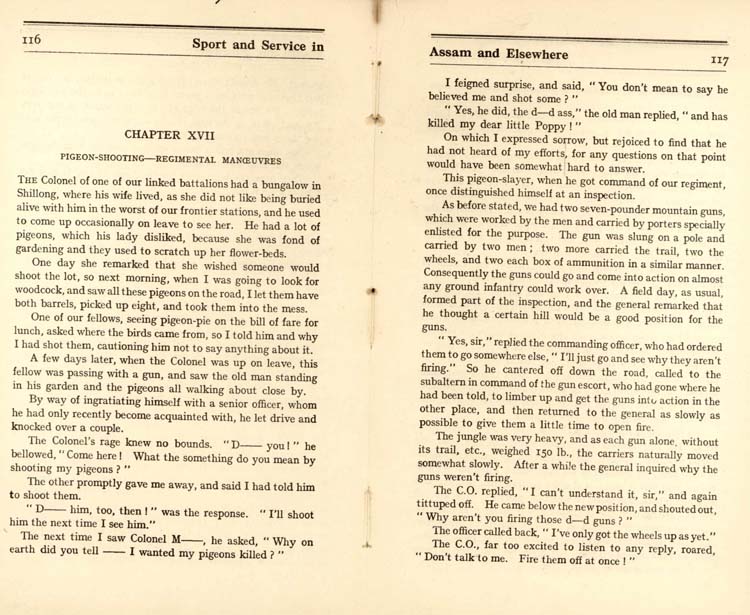 116
Sport and Service in
CHAPTER XVII
PIGEON-SHOOTING—REGIMENTAL MANŒUVRES
THE Colonel of one of our linked battalions had a bungalow in
Shillong, where his wife lived, as she did not like being buried
alive with him in the worst of our frontier stations, and he used
to come up occasionally on leave to see her. He had a lot of
pigeons, which his lady disliked, because she was fond of
gardening and they used to scratch up her flower-beds.
One day she remarked that she wished someone would
shoot the lot, so next morning, when I was going to look for
woodcock, and saw all these pigeons on the road, I let them have
both barrels, picked up eight, and took them into the mess.
One of our fellows, seeing pigeon-pie on the bill of fare for
lunch, asked where the birds came from, so I told him and why
I had shot them, cautioning him not to say anything about it.
A few days later, when the Colonel was up on leave, this
fellow was passing with a gun, and saw the old man standing
in his garden and the pigeons all walking about close by.
By way of ingratiating himself with a senior officer, whom
he had only recently become acquainted with, he let drive and
knocked over a couple.
The Colonel's rage knew no bounds. "D—— you!" he
bellowed, "Come here! What the something do you mean by
shooting my pigeons?"
The other promptly gave me away, and said I had told him
to shoot them.
"D—— him, too, then!" was the response. "I'll shoot
him the next time I see him."
The next time I saw Colonel M——, he asked, "Why on
earth did you tell —— I wanted my pigeons killed?"
Assam and Elsewhere
117
I feigned surprise, and said, "You don't mean to say he
believed me and shot some?"
"Yes, he did, the d—d ass," the old man replied, "and has
killed my dear little Poppy!"
On which I expressed sorrow, but rejoiced to find that he
had not heard of my efforts, for any questions on that point
would have been somewhat hard to answer.
This pigeon-slayer, when he got command of our regiment,
once distinguished himself at an inspection.
As before stated, we had two seven-pounder mountain guns,
which were worked by the men and carried by porters specially
enlisted for the purpose. The gun was slung on a pole and
carried by two men; two more carried the trail, two the
wheels, and two each box of ammunition in a similar manner.
Consequently the guns could go and come into action on almost
any ground infantry could work over. A field day, as usual,
formed part of the inspection, and the general remarked that
he thought a certain hill would be a good position for the
guns.
"Yes, sir," replied the commanding officer, who had ordered
them to go somewhere else, "I'll just go and see why they aren't
firing." So he cantered off down the road, called to the
subaltern in command of the gun escort, who had gone where he
had been told, to limber up and get the guns into action in the
other place, and then returned to the general as slowly as
possible to give them a little time to open fire.
The jungle was very heavy, and as each gun alone, without
its trail, etc., weighed 150 lb., the carriers naturally moved
somewhat slowly. After a while the general inquired why the
guns weren't firing.
The C.O. replied, "I can't understand it, sir," and again
tittuped off. He came below the new position, and shouted out,
"Why aren't you firing those d—d guns?"
The officer called back, "I've only got the wheels up as yet."
The C.O., far too excited to listen to any reply, roared,
"Don't talk to me. Fire them off at once!"